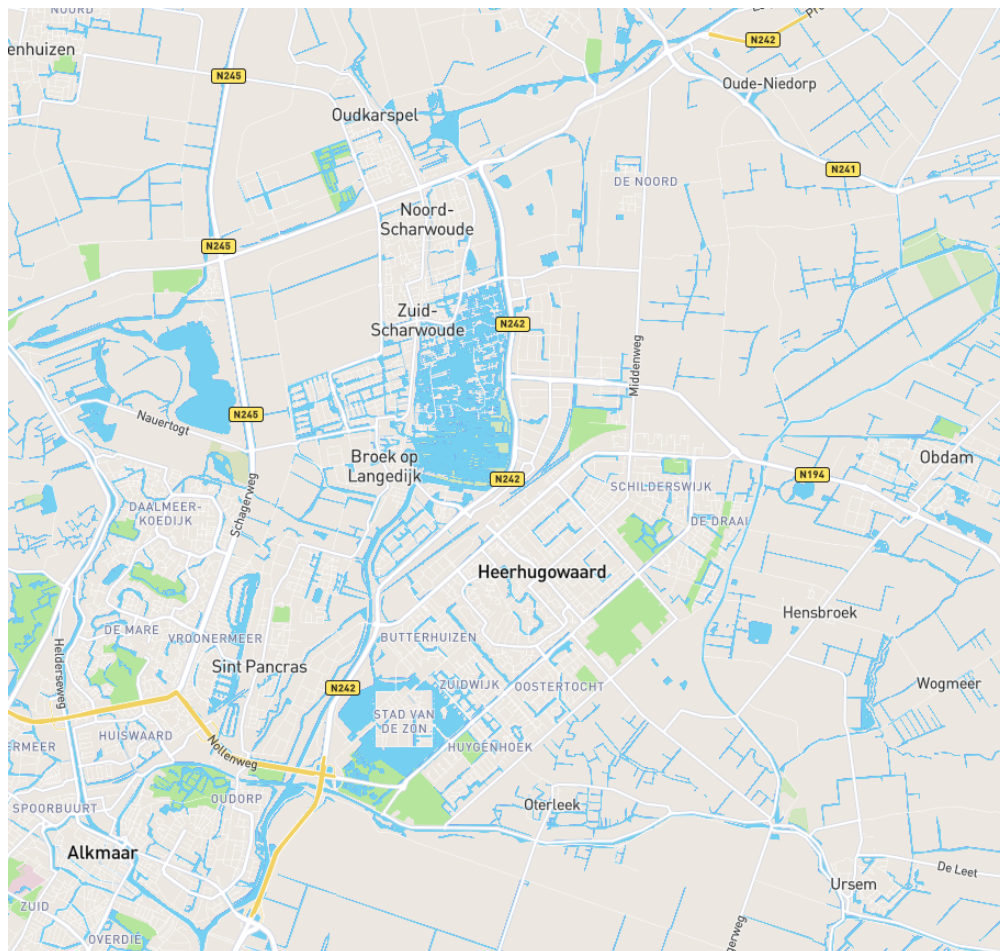 NOORD
N242
enhuizen
N245
Oude-Niedorp
Oudkarspel
N241
DE NOORD
Noord-
Scharwoude
N245
Zuid-
Scharwoude
N242
Middenweg
Nauertogt
N245
Broek op
Langedijk
Obdam
N194
N242
SCHILDERSWIJK
Schagerweg
DAALMEER-
KOEDIJK
DE DRAAI
Heerhugowaard
Hensbroek
DE MARE
VROONERMEER
BUTTERHUIZEN
Helderseweg
Sint Pancras
N242
ZUIDWIJK
OOSTERTOCHT
Wogmeer
STAD VAN
DE ZON
HUISWAARD
ERMEER
Nollenweg
HUYGENHOEK
SPOORBUURT
OUDORP
Oterleek
Alkmaar
De Leet
Ursem
ZUID
OVERDIE
agerweg